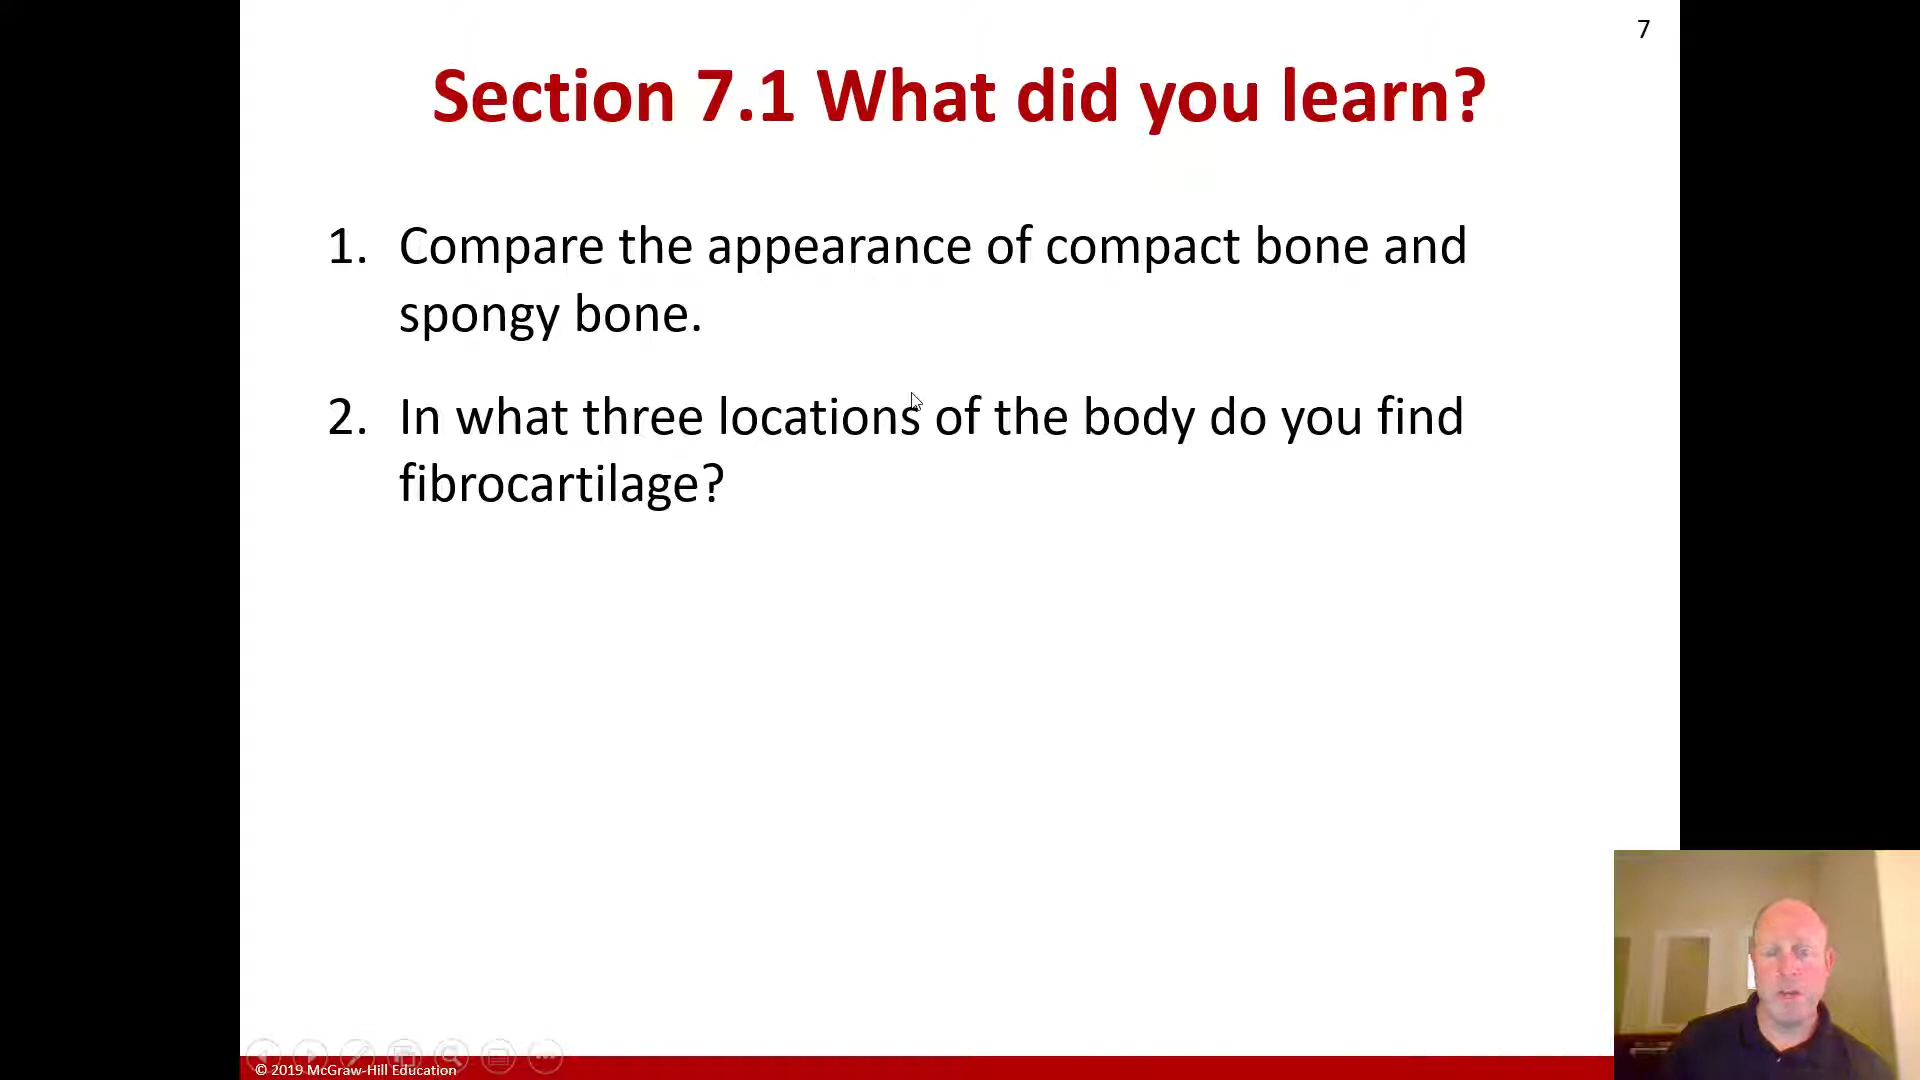 7
Section 7.1 What did you learn?
1. Compare the appearance of compact bone and
spongy bone.
2. In what three locations of the body do you find
fibrocartilage?
© 2019 McGraw-Hill Education